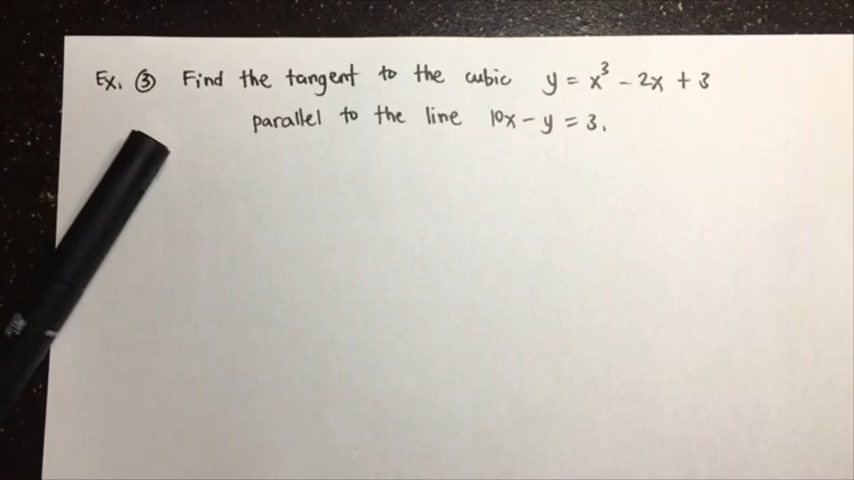 Ex. ③ Find the tangent to the cubic y = x³ - 2x + 3
parallel to the line 10x - y = 3.